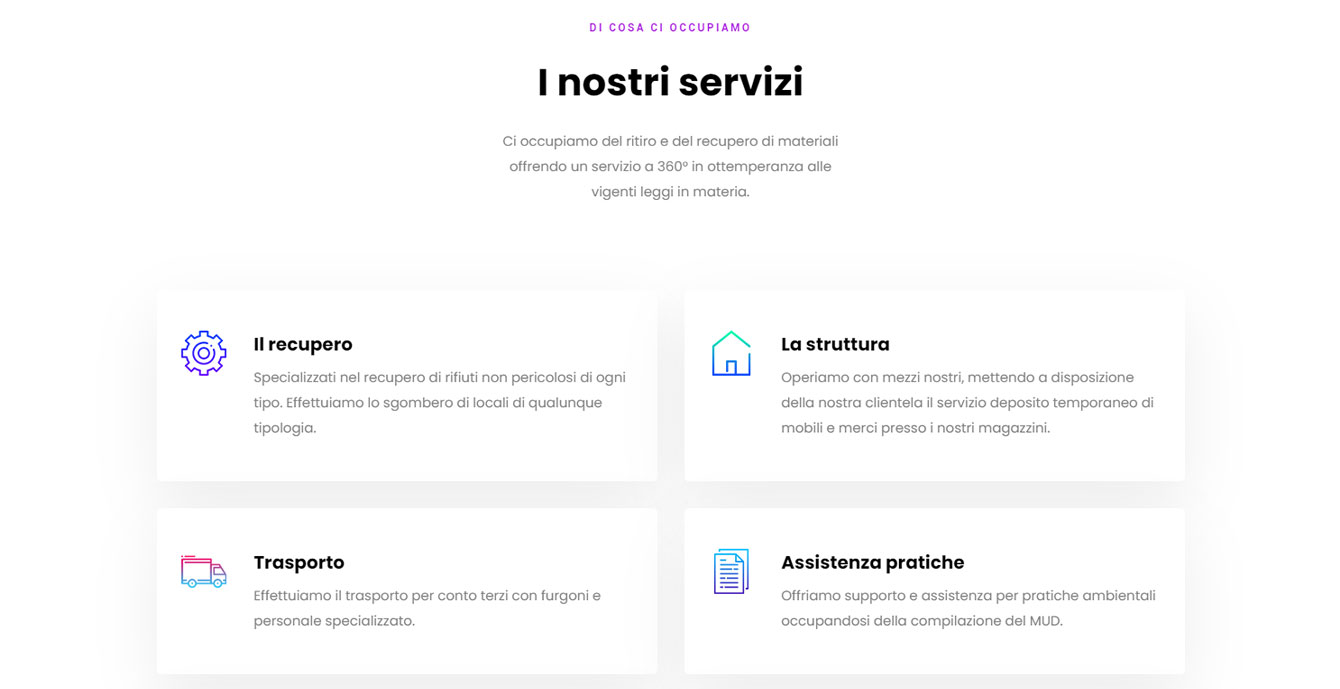 DI COSA CI OCCUPIAMO
I nostri servizi
Ci occupiamo del ritiro e del recupero di materiali
offrendo un servizio a 360° in ottemperanza alle
vigenti leggi in materia.
Il recupero
Specializzati nel recupero di rifiuti non pericolosi di ogni
tipo. Effettuiamo lo sgombero di locali di qualunque
tipologia.
La struttura
Operiamo con mezzi nostri, mettendo a disposizione
della nostra clientela il servizio deposito temporaneo di
mobili e merci presso i nostri magazzini.
Trasporto
Effettuiamo il trasporto per conto terzi con furgoni e
personale specializzato.
Assistenza pratiche
Offriamo supporto e assistenza per pratiche ambientali
occupandosi della compilazione del MUD.